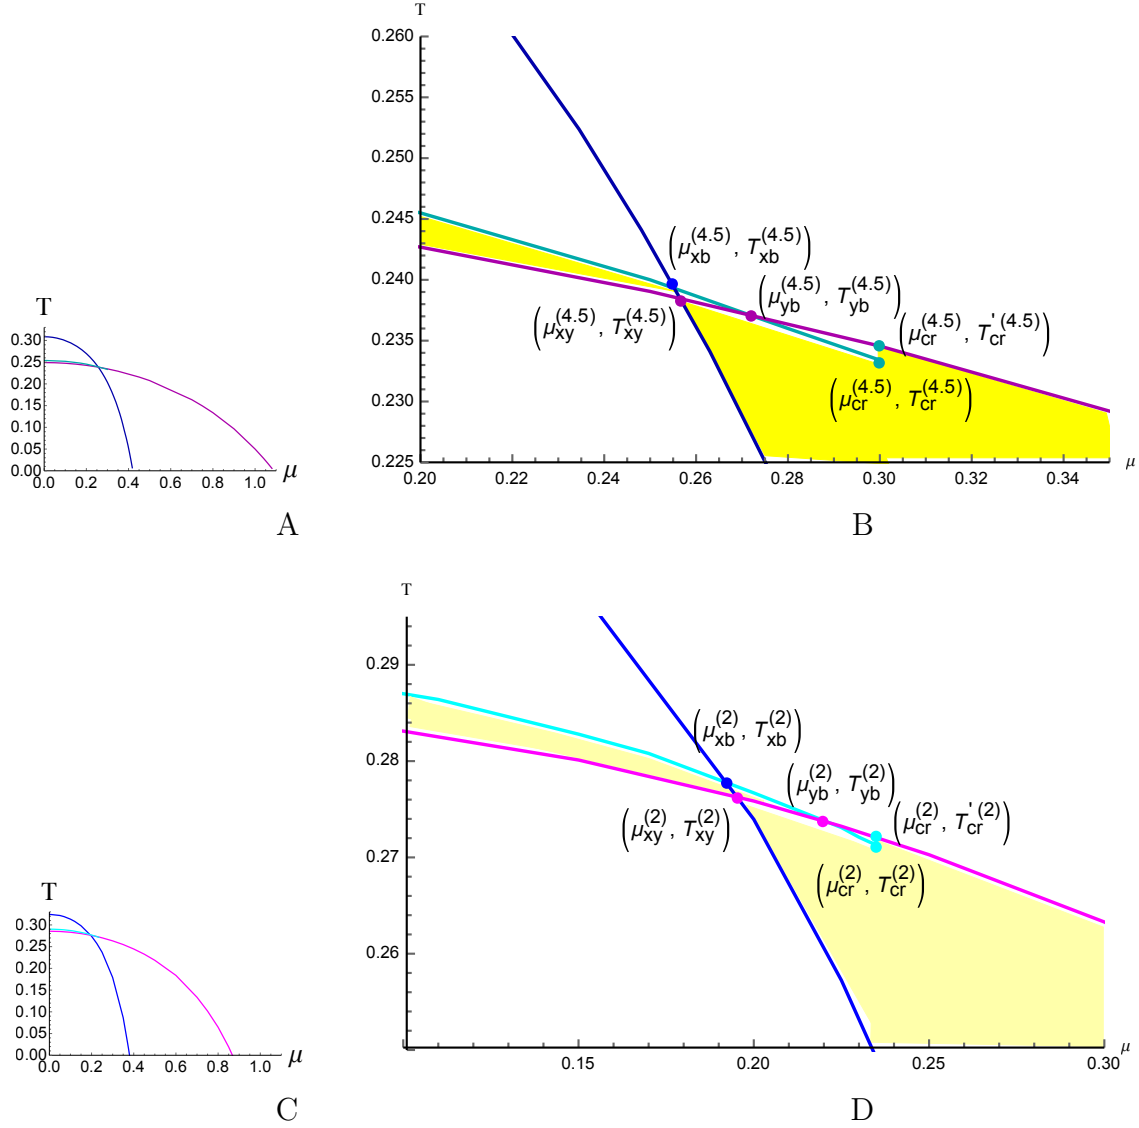 T
0.30
0.25
0.20
0.15
0.10
0.05
0.00
0.0 0.2 0.4 0.6 0.8 1.0 μ
A
T
0.260
0.255
0.250
0.245
0.240
0.235
0.230
0.225
0.20 0.22 0.24 0.26 0.28 0.30 0.32 0.34 μ
(μ_xb^(4.5), T_xb^(4.5))
(μ_yb^(4.5), T_yb^(4.5))
(μ_xy^(4.5), T_xy^(4.5))
(μ_cr^(4.5), T'_cr^(4.5))
(μ_cr^(4.5), T_cr^(4.5))
B
T
0.30
0.25
0.20
0.15
0.10
0.05
0.00
0.0 0.2 0.4 0.6 0.8 1.0 μ
C
T
0.29
0.28
0.27
0.26
0.15 0.20 0.25 0.30 μ
(μ_xb^(2), T_xb^(2))
(μ_yb^(2), T_yb^(2))
(μ_xy^(2), T_xy^(2))
(μ_cr^(2), T'_cr^(2))
(μ_cr^(2), T_cr^(2))
D